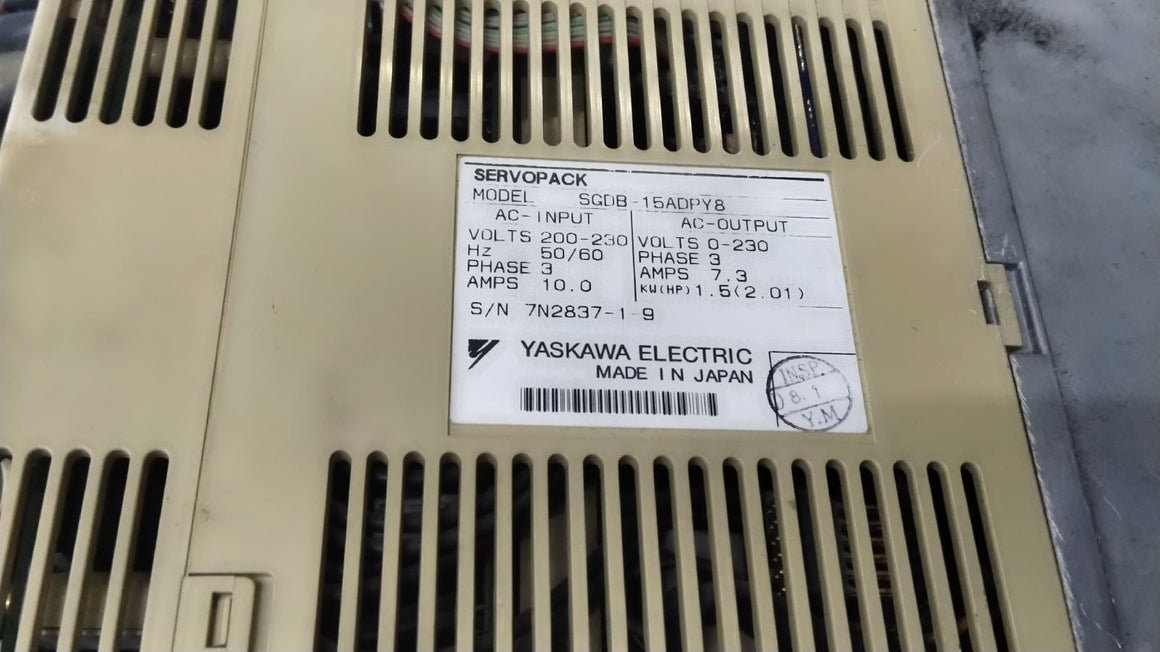 SERVOPACK
MODEL SGDB-15ADPY8
AC-INPUT
VOLTS 200-230
Hz 50/60
PHASE 3
AMPS 10.0
AC-OUTPUT
VOLTS 0-230
PHASE 3
AMPS 7.3
KW(HP) 1.5(2.01)
S/N 7N2837-1-9
YASKAWA ELECTRIC
MADE IN JAPAN
INSP.
8.1
Y.M